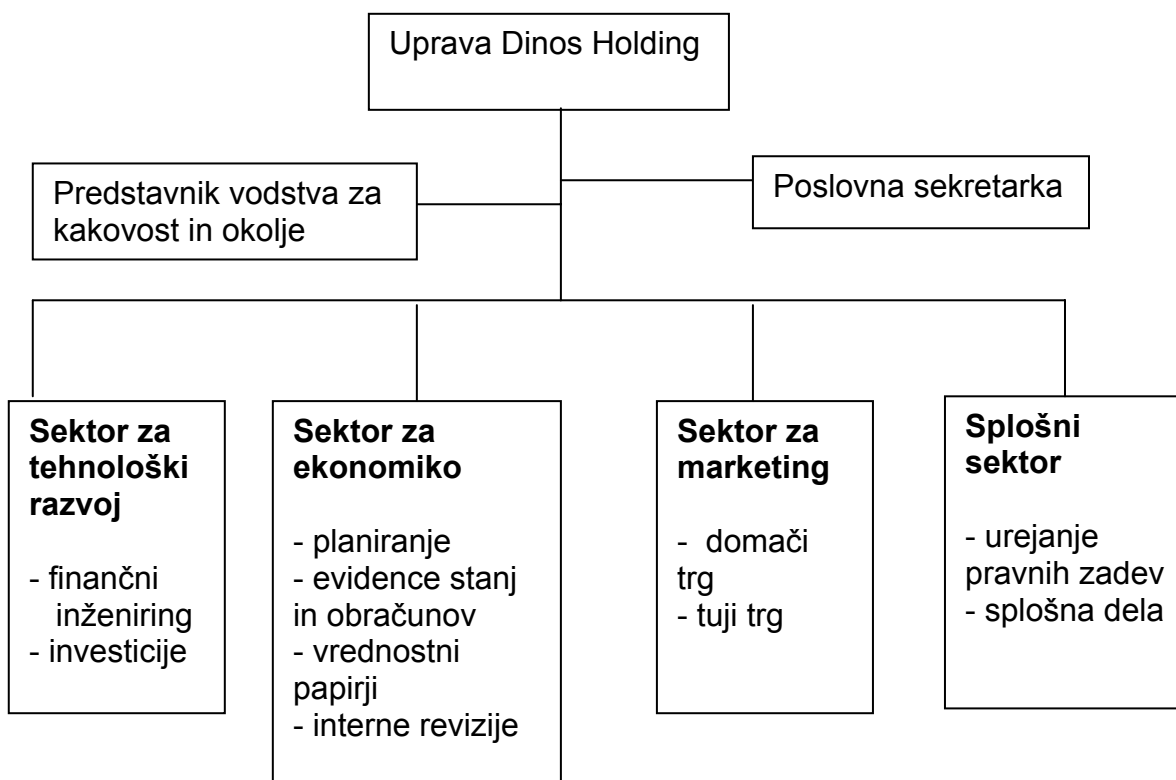 Uprava Dinos Holding
Predstavnik vodstva za
kakovost in okolje
Poslovna sekretarka
Sektor za
tehnološki
razvoj
- finančni
inženiring
- investicije
Sektor za
ekonomiko
- planiranje
- evidence stanj
in obračunov
- vrednostni
papirji
- interne revizije
Sektor za
marketing
- domači
trg
- tuji trg
Splošni
sektor
- urejanje
pravnih zadev
- splošna dela